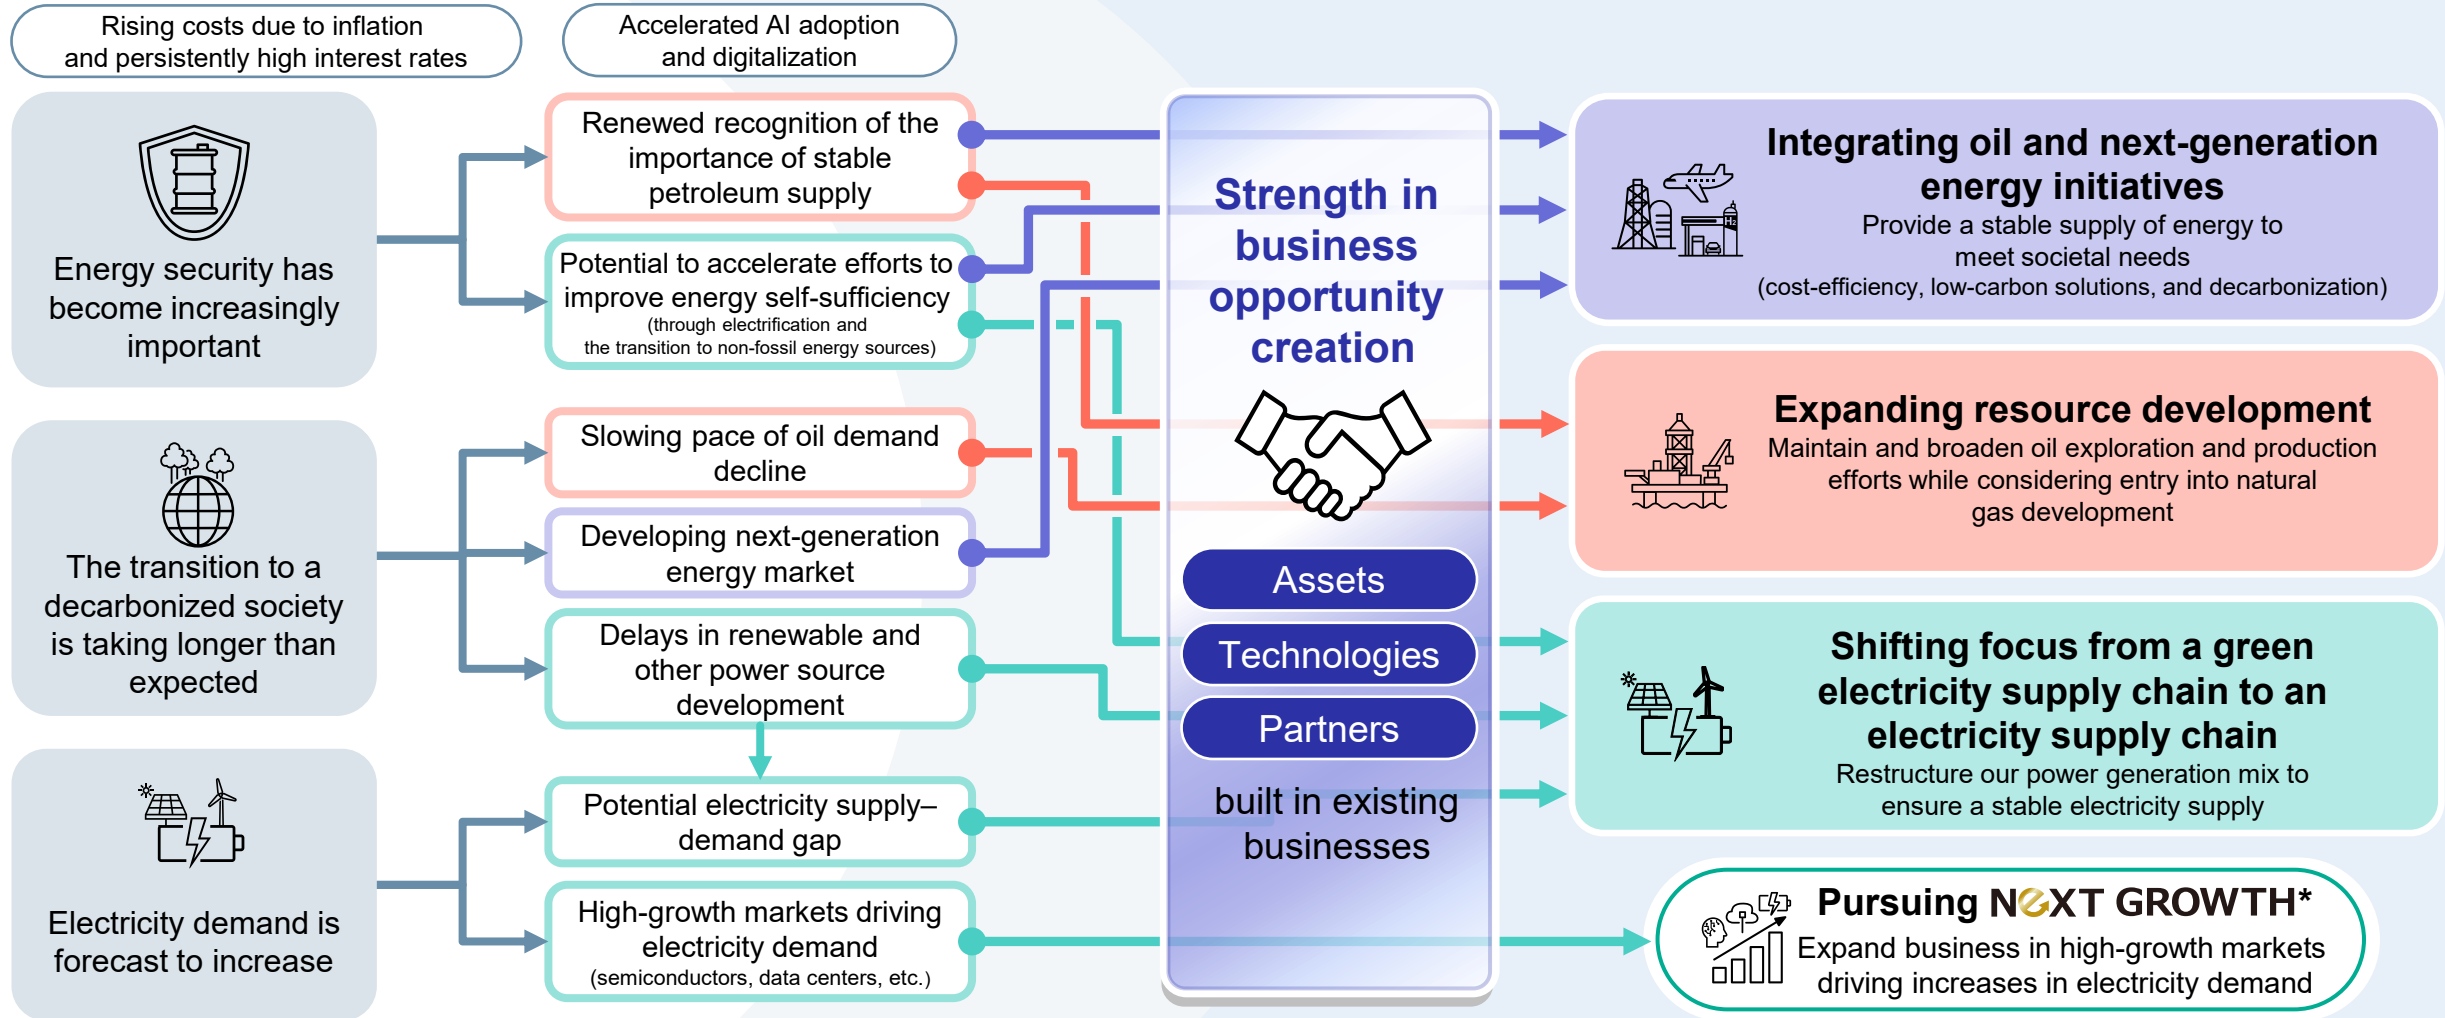 Rising costs due to inflation
and persistently high interest rates
Accelerated AI adoption
and digitalization
Energy security has
become increasingly
important
The transition to a
decarbonized society
is taking longer than
expected
Electricity demand is
forecast to increase
Renewed recognition of the
importance of stable
petroleum supply
Potential to accelerate efforts to
improve energy self-sufficiency
(through electrification and
the transition to non-fossil energy sources)
Slowing pace of oil demand
decline
Developing next-generation
energy market
Delays in renewable and
other power source
development
Potential electricity supply–
demand gap
High-growth markets driving
electricity demand
(semiconductors, data centers, etc.)
Strength in
business
opportunity
creation
Assets
Technologies
Partners
built in existing
businesses
Integrating oil and next-generation
energy initiatives
Provide a stable supply of energy to
meet societal needs
(cost-efficiency, low-carbon solutions, and decarbonization)
Expanding resource development
Maintain and broaden oil exploration and production
efforts while considering entry into natural
gas development
Shifting focus from a green
electricity supply chain to an
electricity supply chain
Restructure our power generation mix to
ensure a stable electricity supply
Pursuing NeXT GROWTH*
Expand business in high-growth markets
driving increases in electricity demand